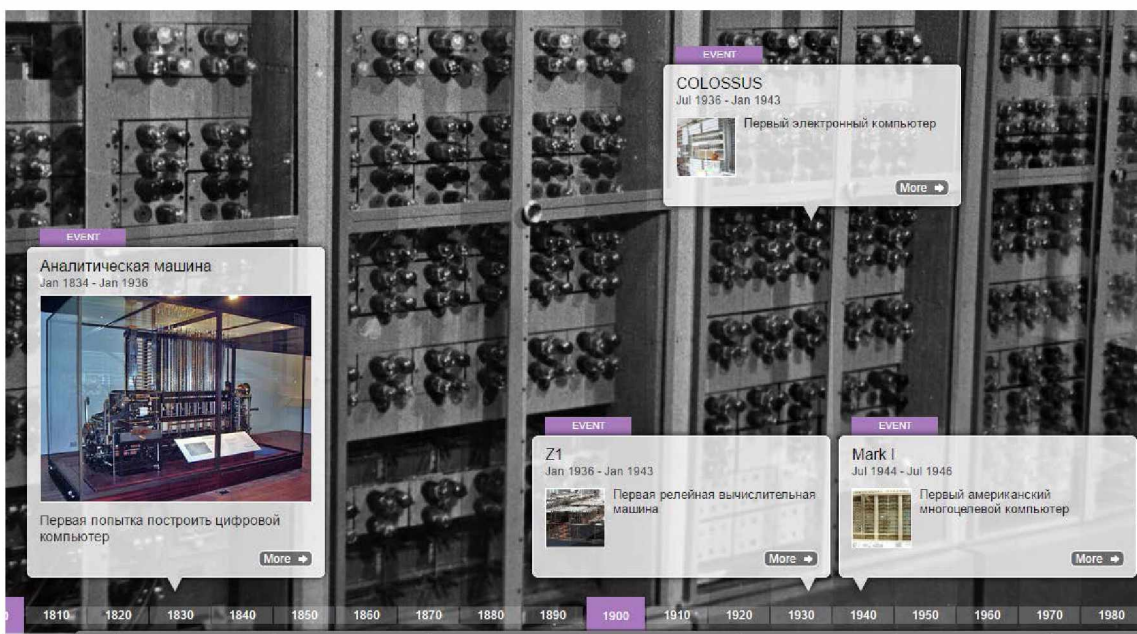 EVENT
COLOSSUS
Jul 1936 - Jan 1943
Первый электронный компьютер
More
EVENT
Аналитическая машина
Jan 1834 - Jan 1936
Первая попытка построить цифровой
компьютер
More
EVENT
Z1
Jan 1936 - Jan 1943
Первая релейная вычислительная
машина
More
EVENT
Mark I
Jul 1944 - Jul 1946
Первый американский
многоцелевой компьютер
More
1810 1820 1830 1840 1850 1860 1870 1880 1890 1900 1910 1920 1930 1940 1950 1960 1970 1980